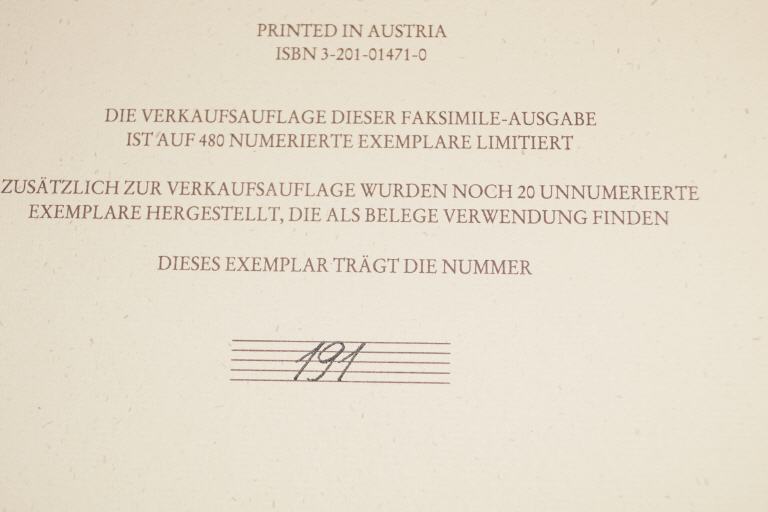 PRINTED IN AUSTRIA
ISBN 3-201-01471-0
DIE VERKAUFSAUFLAGE DIESER FAKSIMILE-AUSGABE
IST AUF 480 NUMERIERTE EXEMPLARE LIMITIERT
ZUSÄTZLICH ZUR VERKAUFSAUFLAGE WURDEN NOCH 20 UNNUMERIERTE
EXEMPLARE HERGESTELLT, DIE ALS BELEGE VERWENDUNG FINDEN
DIESES EXEMPLAR TRÄGT DIE NUMMER
191